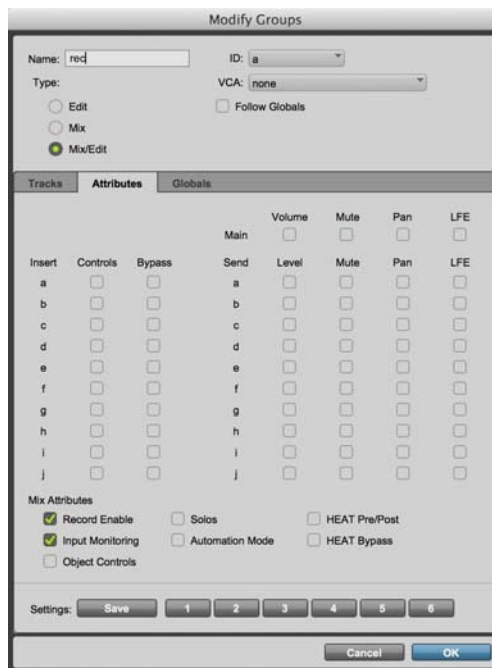 Modify Groups
Name: rec ID: a
Type: VCA: none
Edit Follow Globals
Mix
Mix/Edit
Tracks Attributes Globals
Volume Mute Pan LFE
Main
Insert Controls Bypass Send Level Mute Pan LFE
a a
b b
c c
d d
e e
f f
g g
h h
i i
j j
Mix Attributes
Record Enable Solos HEAT Pre/Post
Input Monitoring Automation Mode HEAT Bypass
Object Controls
Settings: Save 1 2 3 4 5 6
Cancel OK